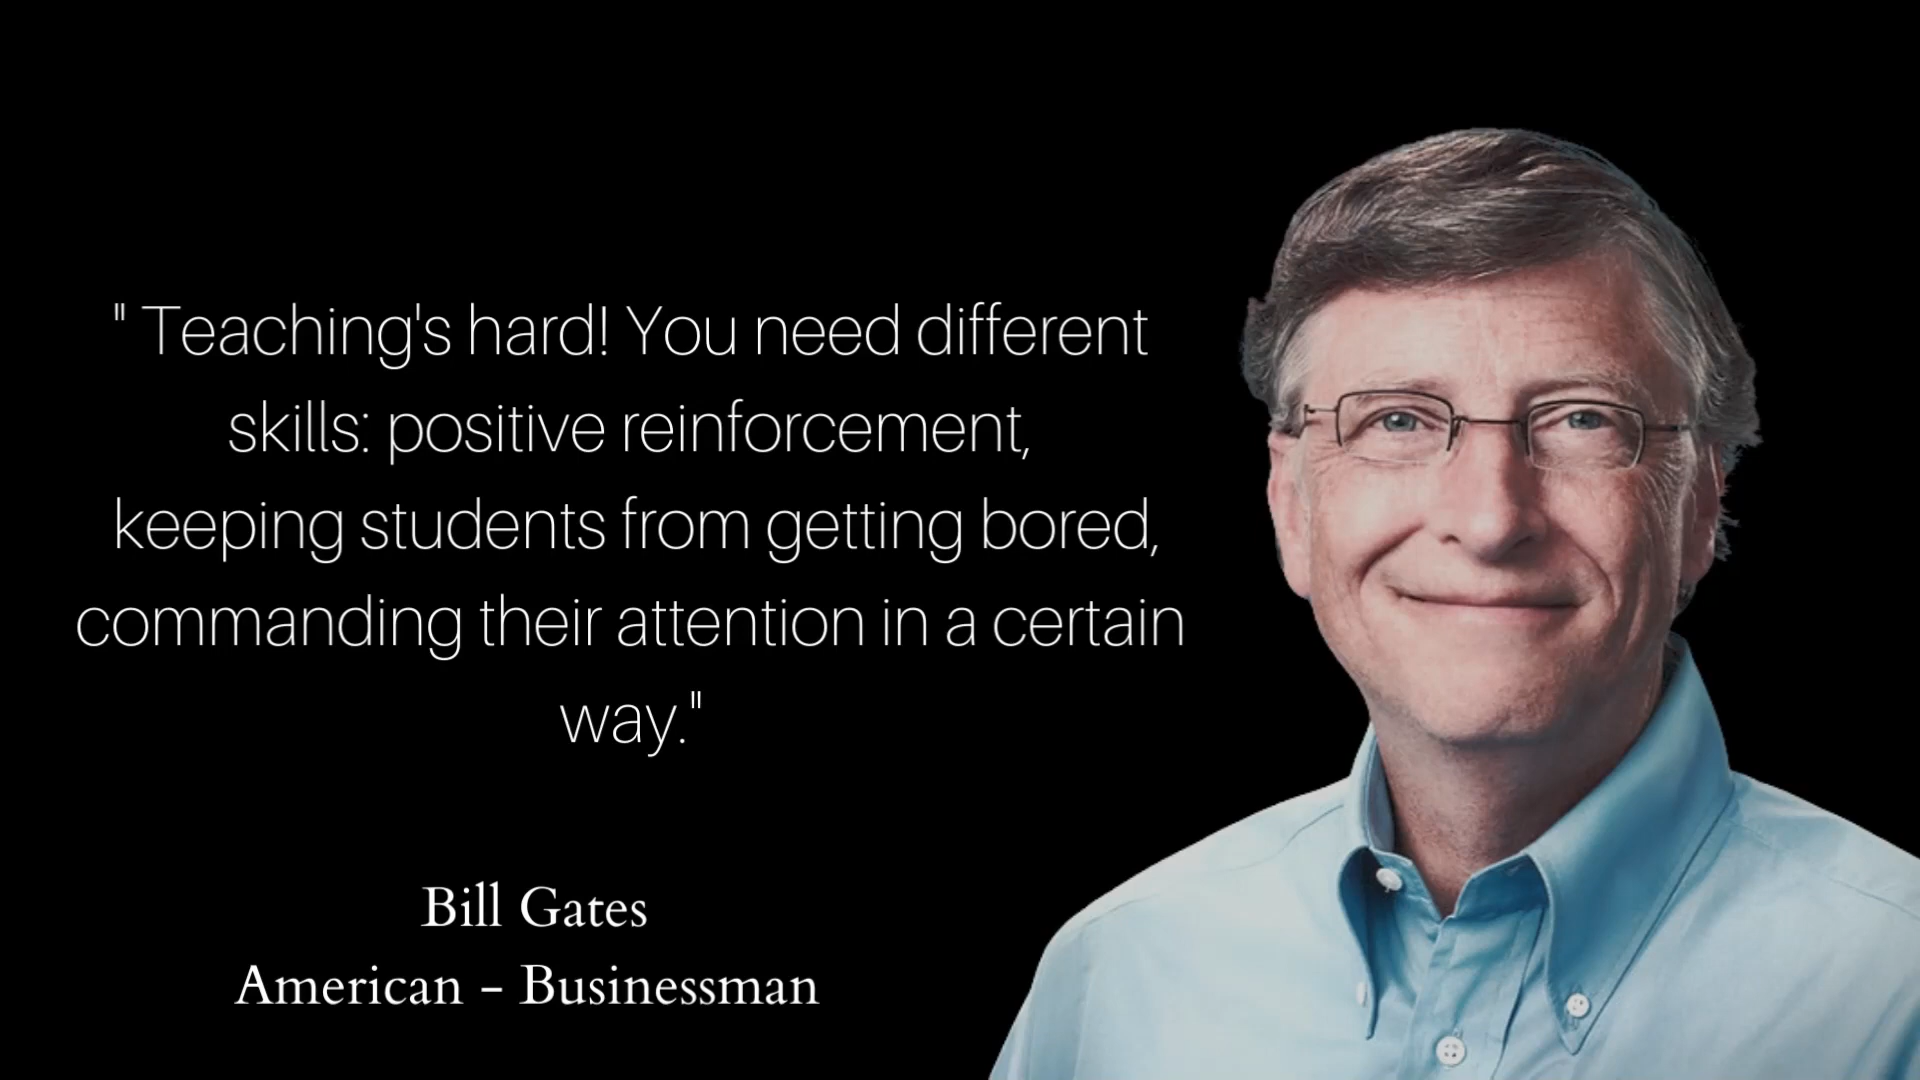 " Teaching's hard! You need different
skills: positive reinforcement,
keeping students from getting bored,
commanding their attention in a certain
way."
Bill Gates
American - Businessman